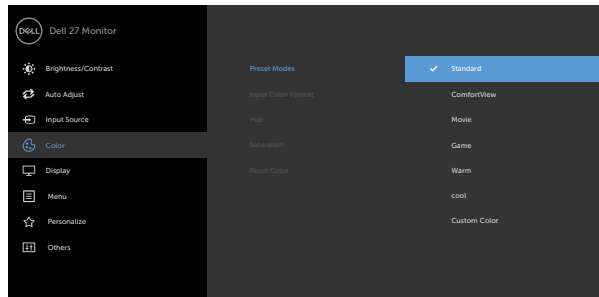 DELL Dell 27 Monitor
Brightness/Contrast
Auto Adjust
Input Source
Color
Display
Menu
Personalize
Others
Preset Modes
Input Color Format
Hue
Saturation
Reset Color
Standard
ComfortView
Movie
Game
Warm
cool
Custom Color